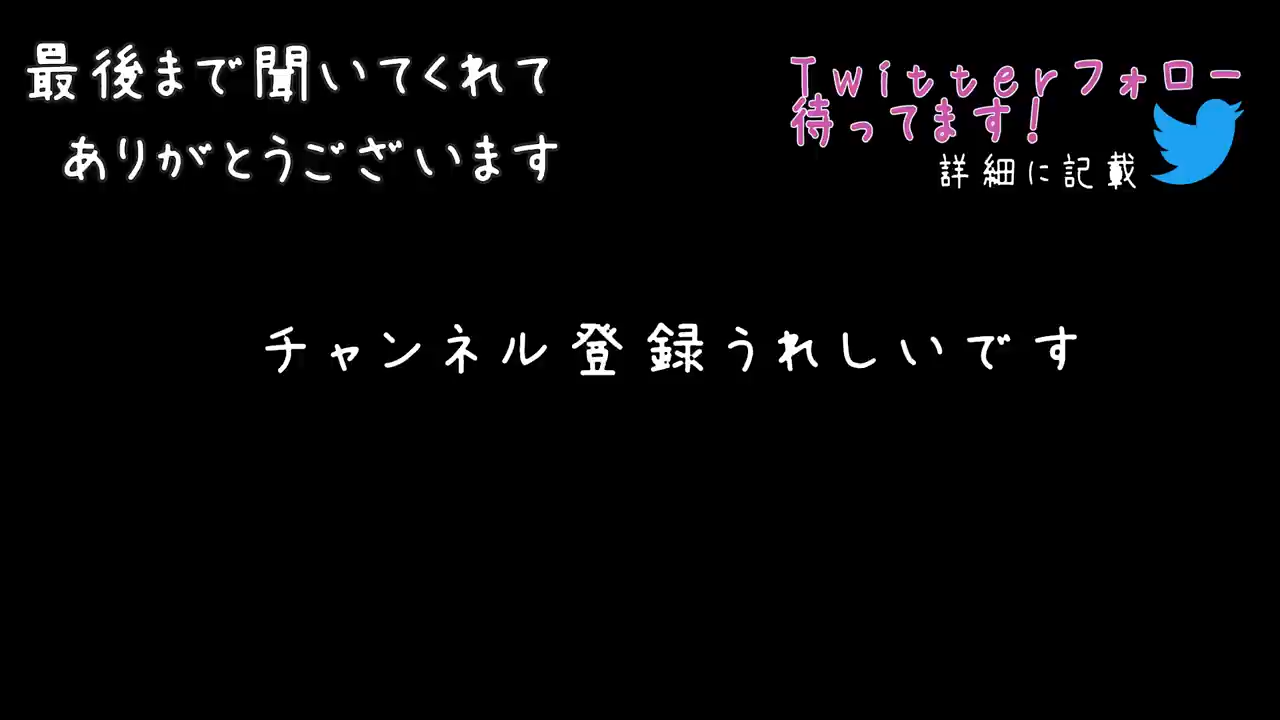 最後まで聞いてくれて
ありがとうございます
Twitterフォロー
待ってます!
詳細に記載
チャンネル登録うれしいです